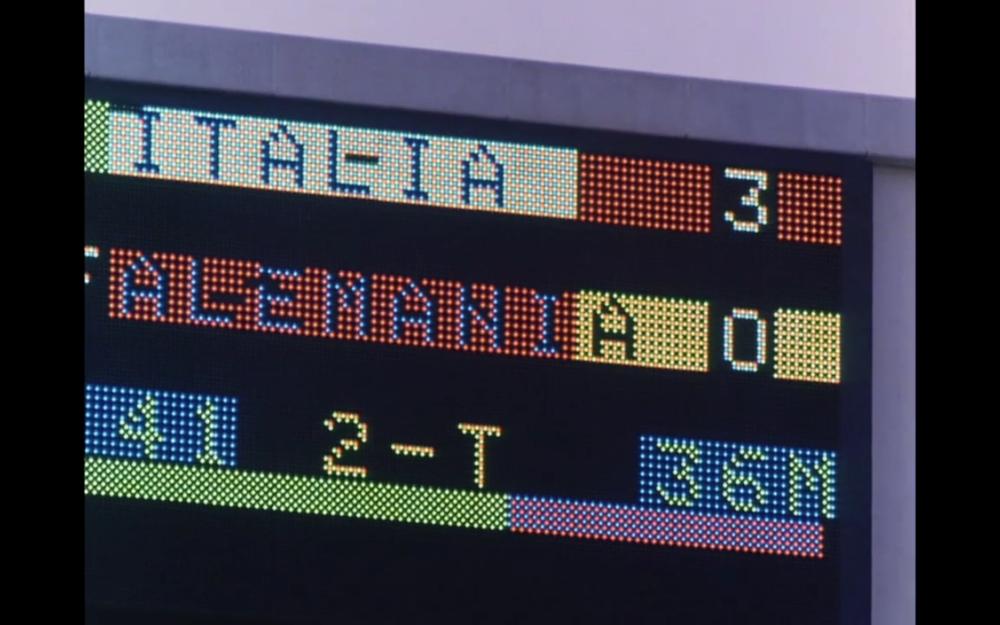 ITALIA 3
ALEMANIA 0
41 2-T 36M